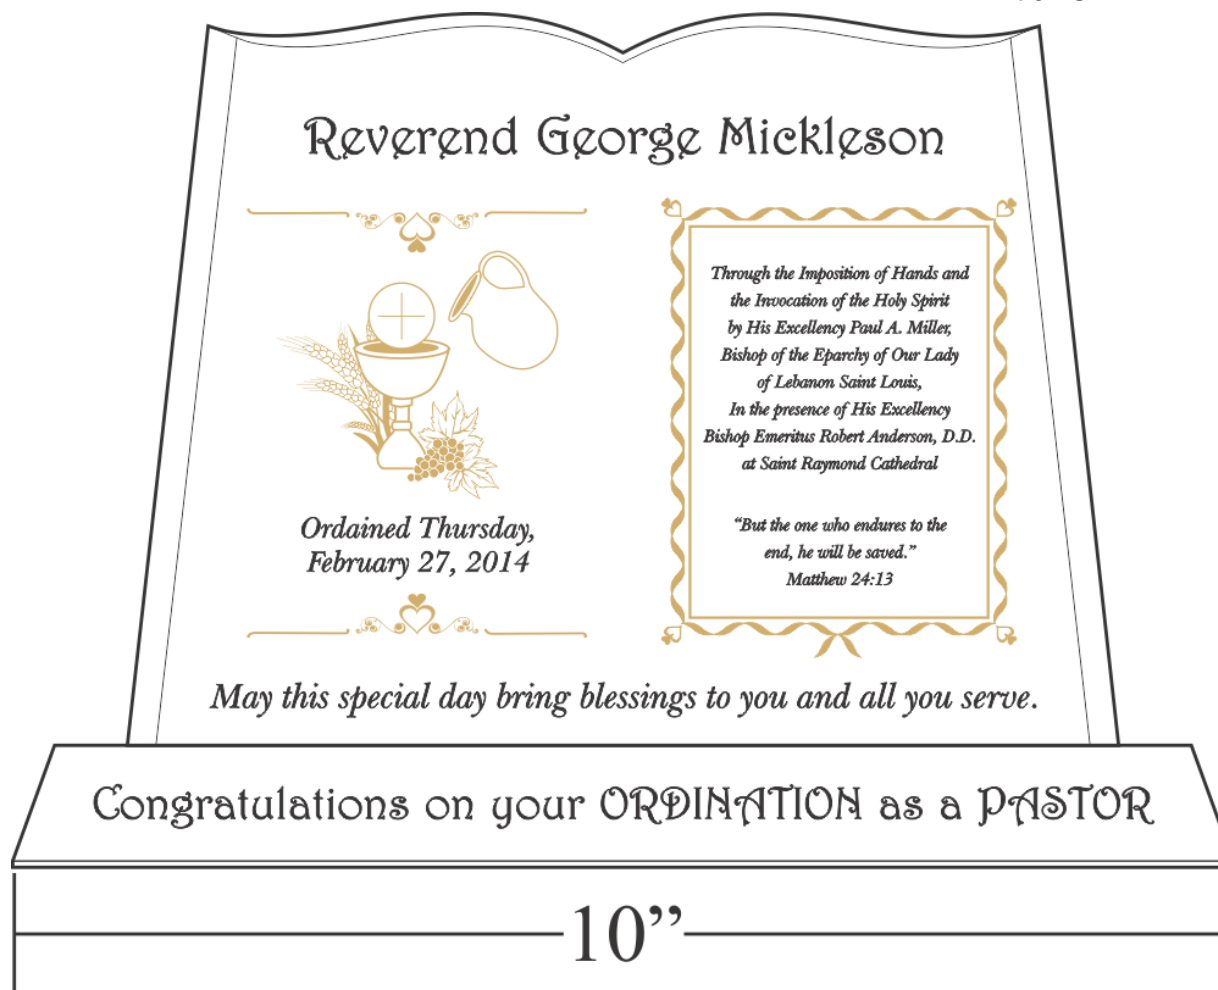 Reverend George Mickleson
Ordained Thursday,
February 27, 2014
Through the Imposition of Hands and
the Invocation of the Holy Spirit
by His Excellency Paul A. Miller,
Bishop of the Eparchy of Our Lady
of Lebanon Saint Louis,
In the presence of His Excellency
Bishop Emeritus Robert Anderson, D.D.
at Saint Raymond Cathedral
“But the one who endures to the
end, he will be saved.”
Matthew 24:13
May this special day bring blessings to you and all you serve.
Congratulations on your ORDINATION as a PASTOR
10”